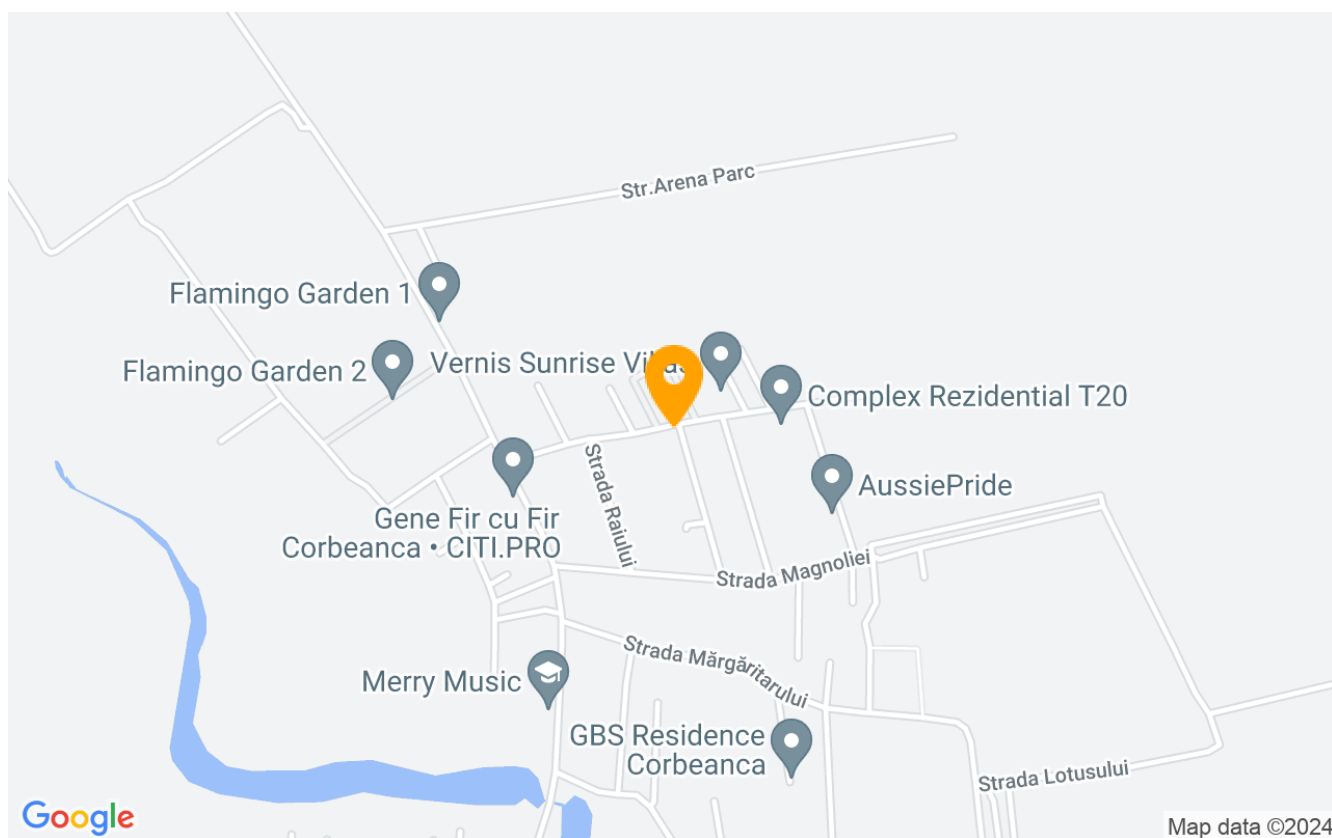 Str.Arena Parc
Flamingo Garden 1
Vernis Sunrise
Flamingo Garden 2
Complex Rezidential T20
Strada Raiului
AussiePride
Gene Fir cu Fir
Corbeanca • CITI.PRO
Strada Magnoliei
Strada Mărgăritarului
Merry Music
GBS Residence
Corbeanca
Strada Lotusului
Google
Map data ©2024